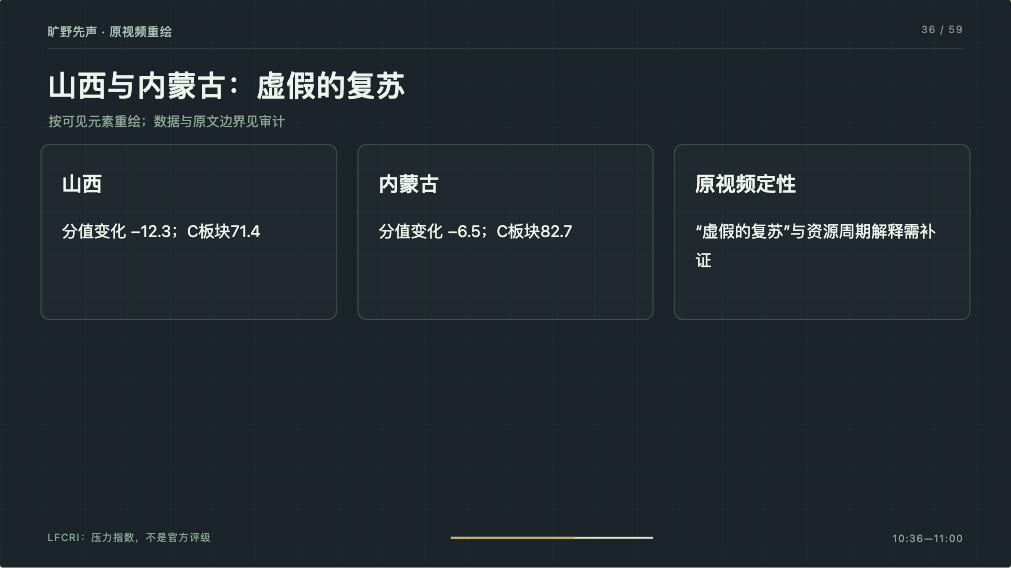 旷野先声 · 原视频重绘
36 / 59
山西与内蒙古：虚假的复苏
按可见元素重绘；数据与原文边界见审计
山西
分值变化 –12.3；C板块71.4
内蒙古
分值变化 –6.5；C板块82.7
原视频定性
“虚假的复苏”与资源周期解释需补
证
LFCRI：压力指数，不是官方评级
10:36—11:00